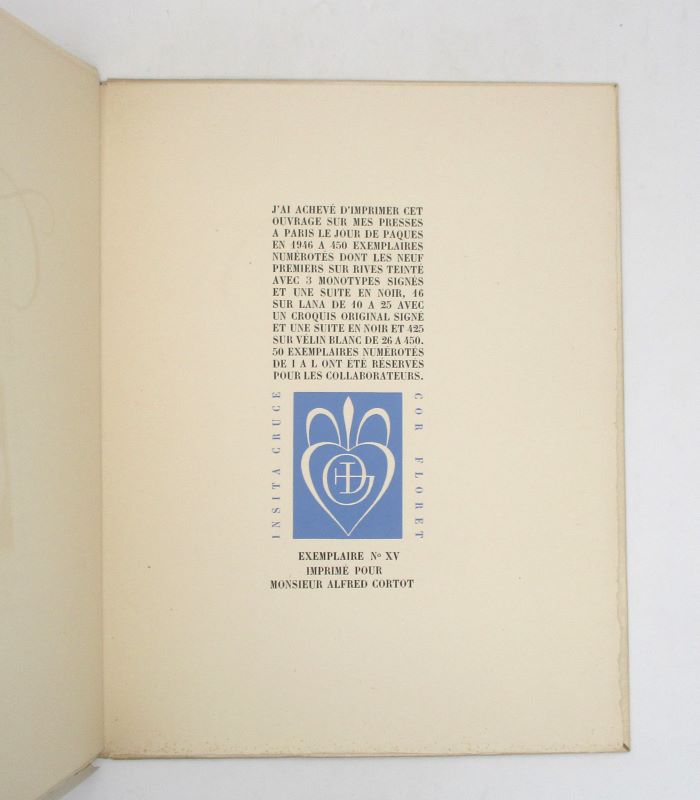 J'AI ACHEVÉ D'IMPRIMER CET
OUVRAGE SUR MES PRESSES
A PARIS LE JOUR DE PAQUES
EN 1946 A 450 EXEMPLAIRES
NUMÉROTÉS DONT LES NEUF
PREMIERS SUR RIVES TEINTÉ
AVEC 3 MONOTYPES SIGNÉS
ET UNE SUITE EN NOIR, 16
SUR LANA DE 10 A 25 AVEC
UN CROQUIS ORIGINAL SIGNÉ
ET UNE SUITE EN NOIR ET 425
SUR VÉLIN BLANC DE 26 A 450.
50 EXEMPLAIRES NUMÉROTÉS
DE I A L ONT ÉTÉ RÉSERVÉS
POUR LES COLLABORATEURS.
INSITA CRUCE
COR FLORET
EXEMPLAIRE Nº XV
IMPRIMÉ POUR
MONSIEUR ALFRED CORTOT